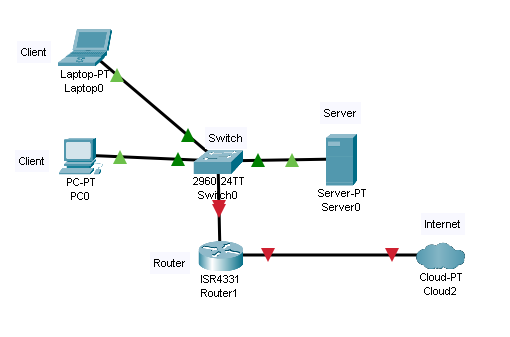 Client
Laptop-PT
Laptop0
Server
Switch
Client
PC-PT
PC0
2960-24TT
Switch0
Server-PT
Server0
Internet
Router
ISR4331
Router1
Cloud-PT
Cloud2